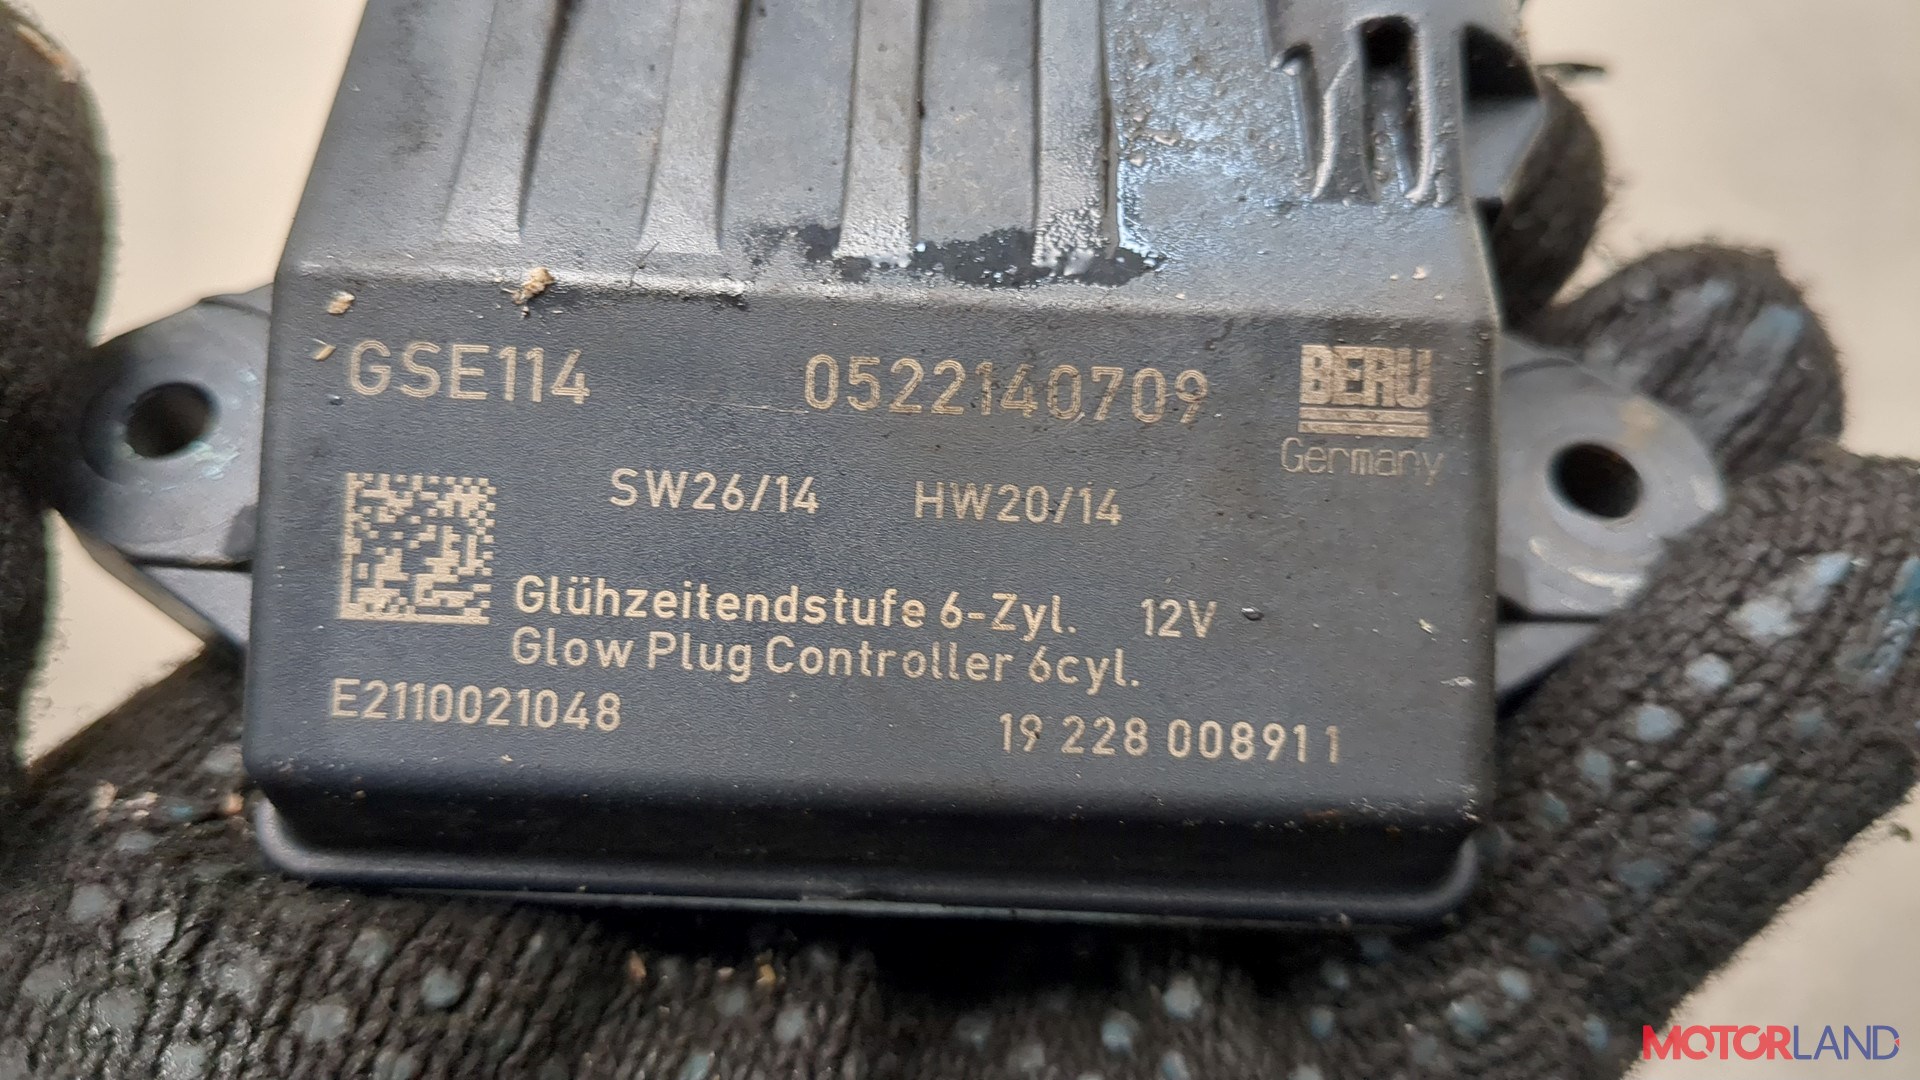 GSE114 0522140709 BERU
Germany
SW26/14 HW20/14
Glühzeitendstufe 6-Zyl. 12V
Glow Plug Controller 6cyl.
E2110021048 19 228 008911
MOTORLAND